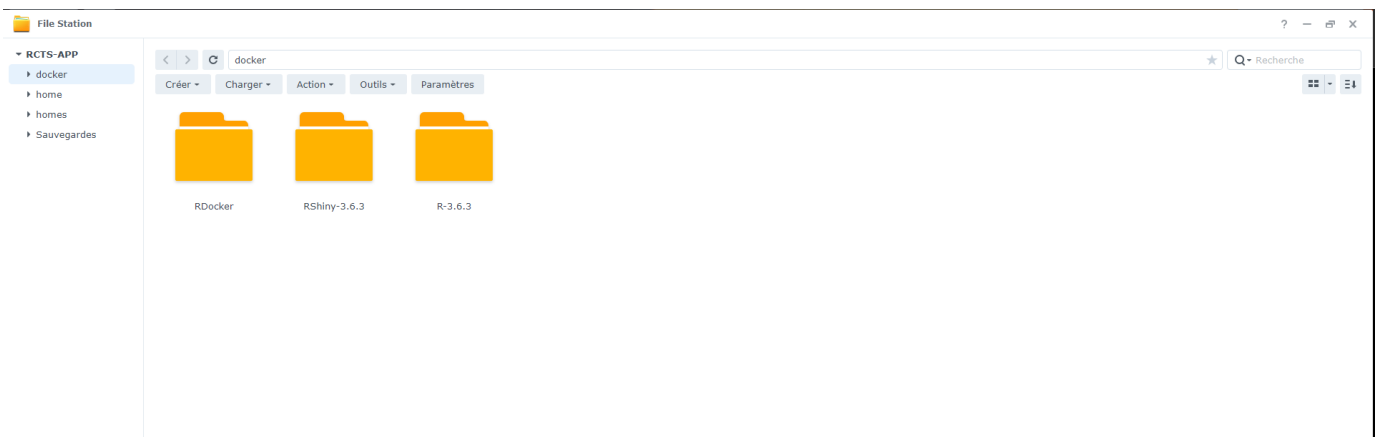 File Station
RCTS-APP
docker
home
homes
Sauvegardes
docker
Recherche
Créer
Charger
Action
Outils
Paramètres
RDocker
RShiny-3.6.3
R-3.6.3